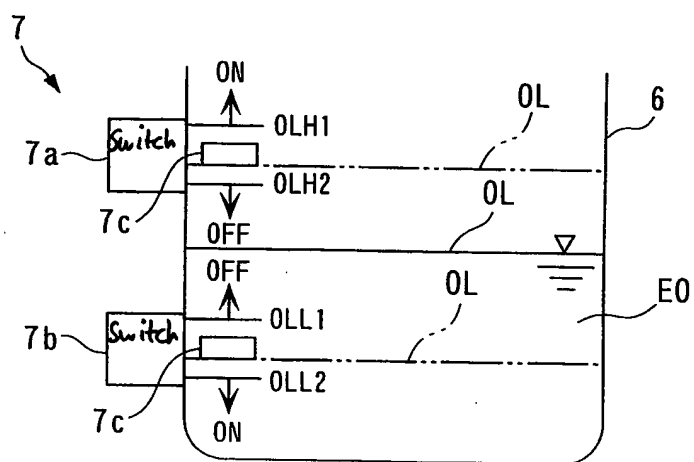 7
ON
OL
6
Switch
OLH1
7a
7c
OLH2
OL
OFF
OFF
OL
EO
Switch
OLL1
7b
7c
OLL2
ON